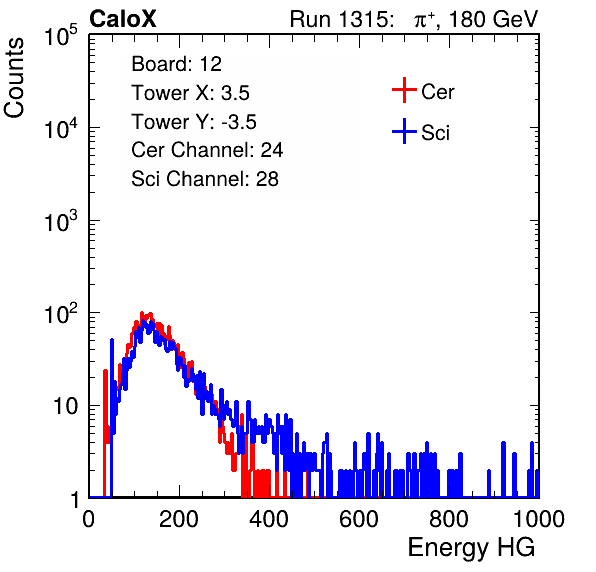 CaloX Run 1315: π⁺, 180 GeV
Counts
10⁵
10⁴
10³
10²
10
1
Board: 12
Tower X: 3.5
Tower Y: -3.5
Cer Channel: 24
Sci Channel: 28
Cer
Sci
0 200 400 600 800 1000
Energy HG